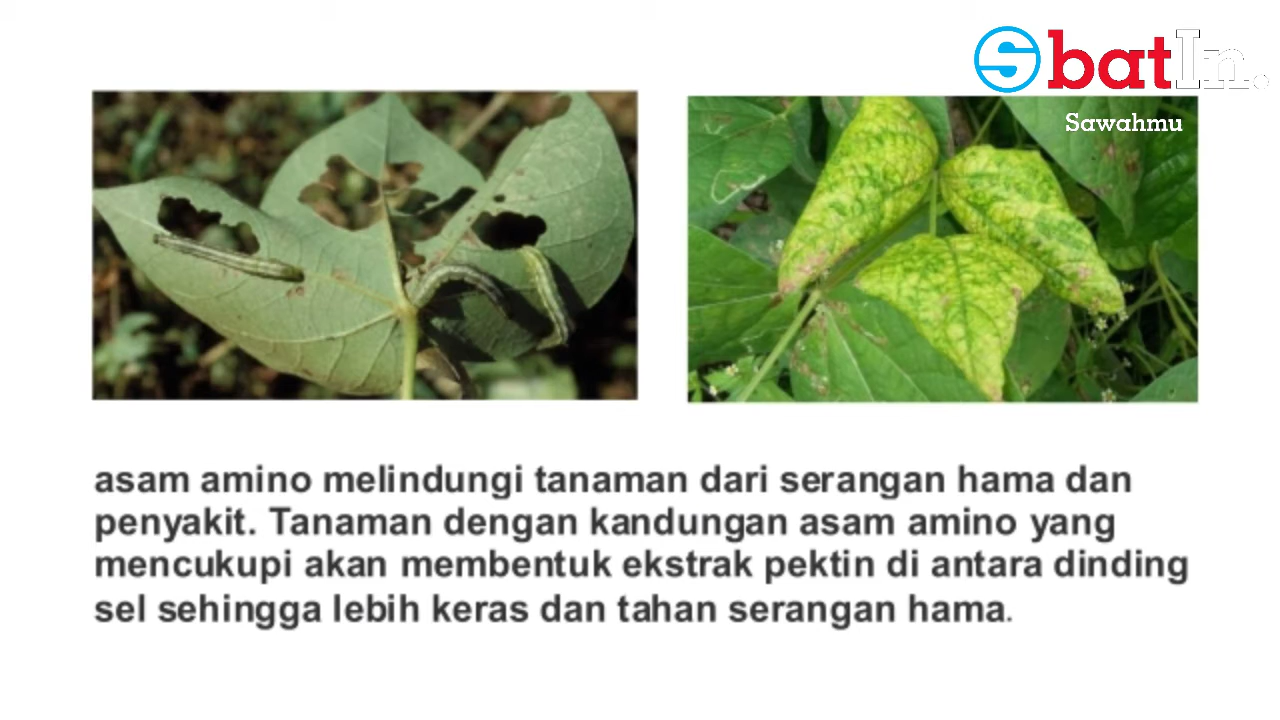 SbatIn.
Sawahmu
asam amino melindungi tanaman dari serangan hama dan
penyakit. Tanaman dengan kandungan asam amino yang
mencukupi akan membentuk ekstrak pektin di antara dinding
sel sehingga lebih keras dan tahan serangan hama.